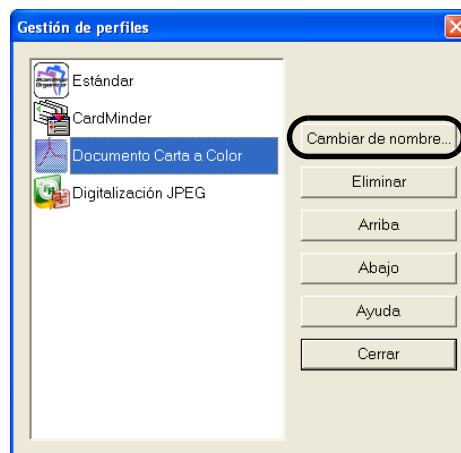 Gestión de perfiles
Estándar
CardMinder
Documento Carta a Color
Digitalización JPEG
Cambiar de nombre...
Eliminar
Arriba
Abajo
Ayuda
Cerrar